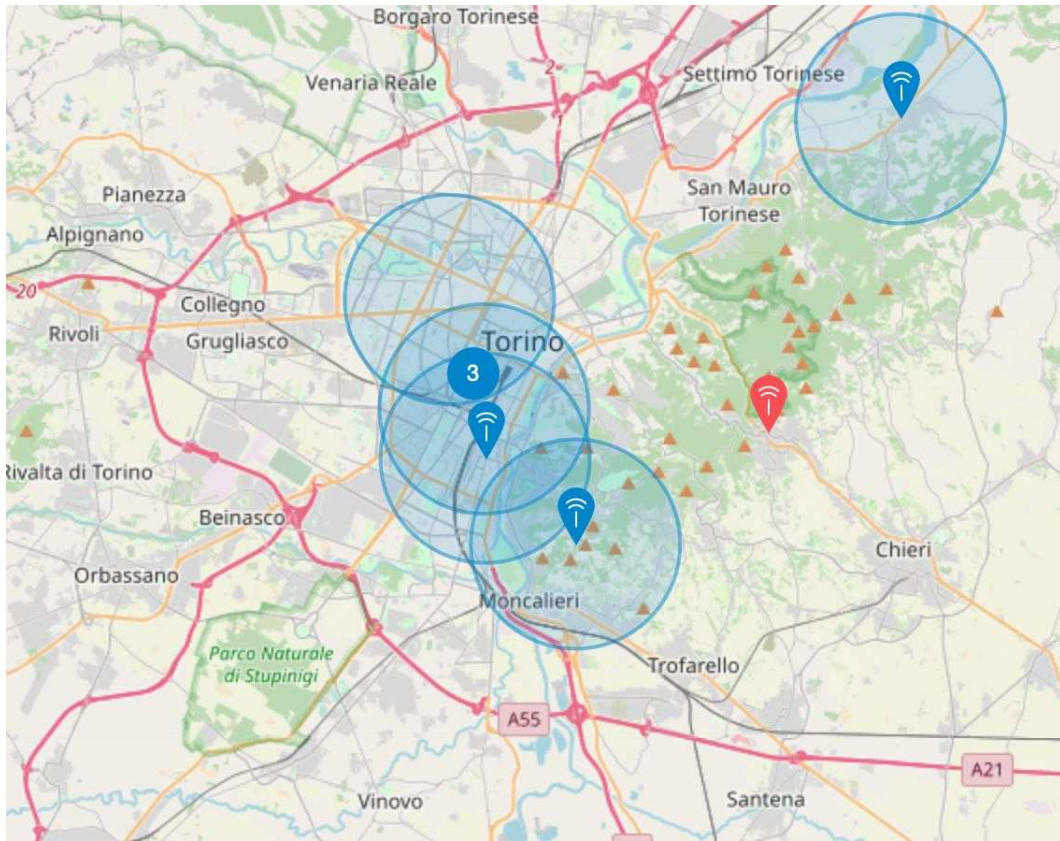 Borgaro Torinese
2
Settimo Torinese
Venaria Reale
San Mauro
Torinese
Pianezza
Alpignano
20
Collegno
Rivoli
Grugliasco
Torino
3
Rivalta di Torino
Beinasco
Chieri
Orbassano
Moncalieri
Parco Naturale
di Stupinigi
Trofarello
A55
A21
Vinovo
Santena